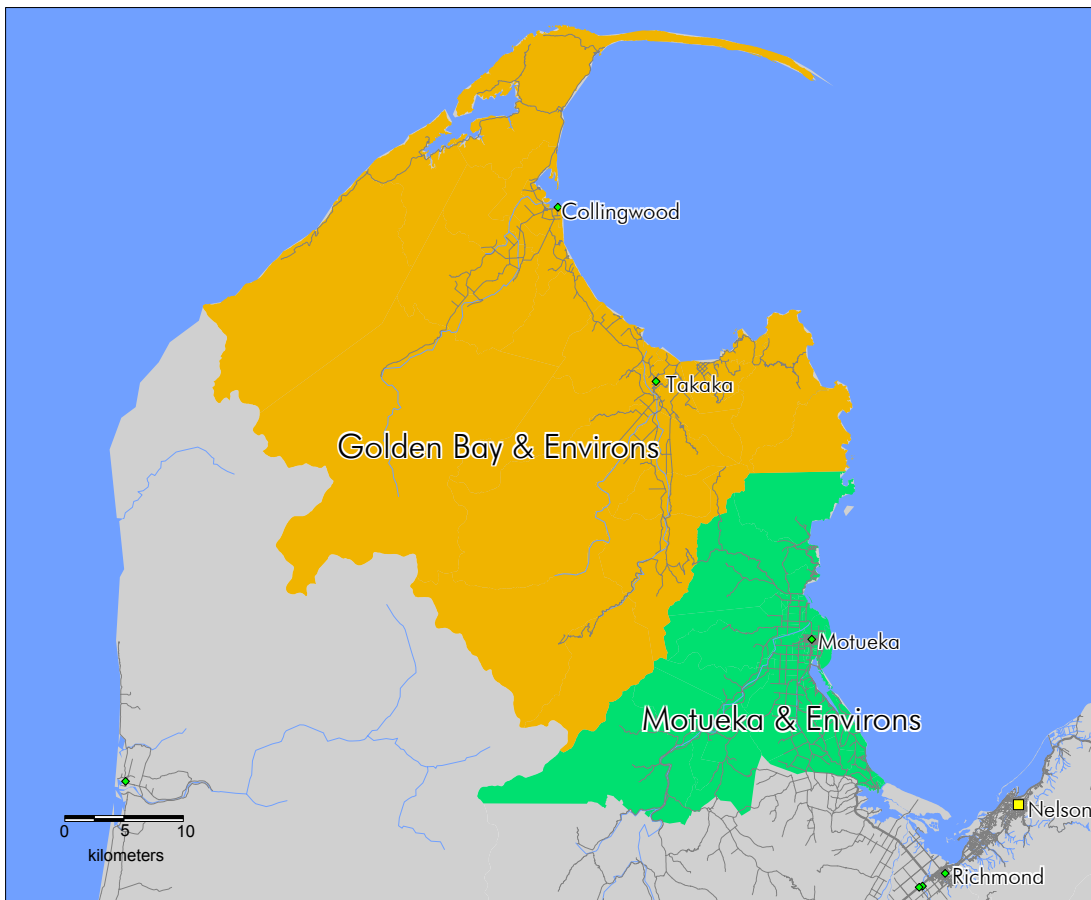 Collingwood
Takaka
Golden Bay & Environs
Motueka
Motueka & Environs
Nelson
0 5 10
kilometers
Richmond